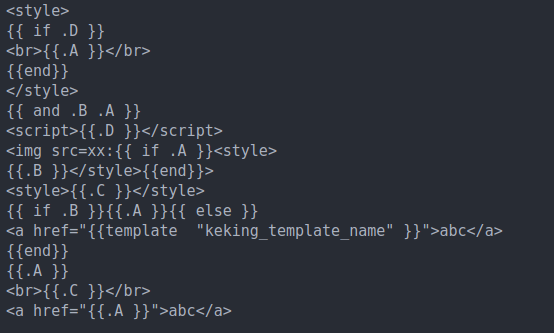 <style>
{{ if .D }}
<br>{{.A }}</br>
{{end}}
</style>
{{ and .B .A }}
<script>{{.D }}</script>
<img src=xx:{{ if .A }}<style>
{{.B }}</style>{{end}}>
<style>{{.C }}</style>
{{ if .B }}{{.A }}{{ else }}
<a href="{{template  "keking_template_name" }}">abc</a>
{{end}}
{{.A }}
<br>{{.C }}</br>
<a href="{{.A }}">abc</a>